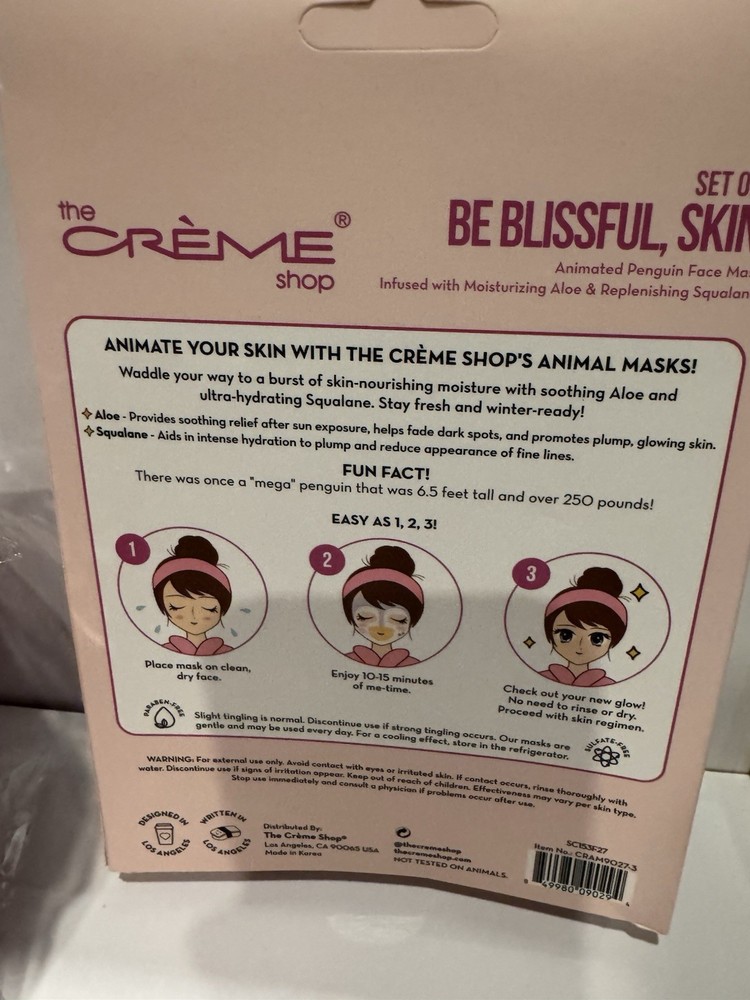 the
CRÈME®
shop
SET
BE BLISSFUL, SKIN
Animated Penguin Face
Infused with Moisturizing Aloe & Replenishing
ANIMATE YOUR SKIN WITH THE CRÈME SHOP'S ANIMAL MASKS!
Waddle your way to a burst of skin-nourishing moisture with soothing Aloe and
ultra-hydrating Squalane. Stay fresh and winter-ready!
Aloe - Provides soothing relief after sun exposure, helps fade dark spots, and promotes plump, glowing skin.
Squalane - Aids in intense hydration to plump and reduce appearance of fine lines.
FUN FACT!
There was once a "mega" penguin that was 6.5 feet tall and over 250 pounds!
EASY AS 1, 2, 3!
1
2
3
Place mask on clean,
dry face.
Enjoy 10-15 minutes
of me-time.
Check out your new glow!
No need to rinse or dry.
Proceed with skin regimen.
PARABEN-FREE
Slight tingling is normal. Discontinue use if strong tingling occurs. Our masks are
gentle and may be used every day. For a cooling effect, store in the refrigerator.
SULFATE-FREE
WARNING: For external use only. Avoid contact with eyes or irritated skin. If contact occurs, rinse thoroughly with
water. Discontinue use if signs of irritation appear. Keep out of reach of children. Effectiveness may vary per skin type.
Stop use immediately and consult a physician if problems occur after use.
DESIGNED IN
LOS ANGELES
WRITTEN IN
LOS ANGELES
Distributed By:
The Crème Shop®
Los Angeles, CA 90065 USA
Made in Korea
@thecremeshop
thecremeshop.com
NOT TESTED ON ANIMALS.
SC153F27
Item No.: CRAM9027-3
49980 09029